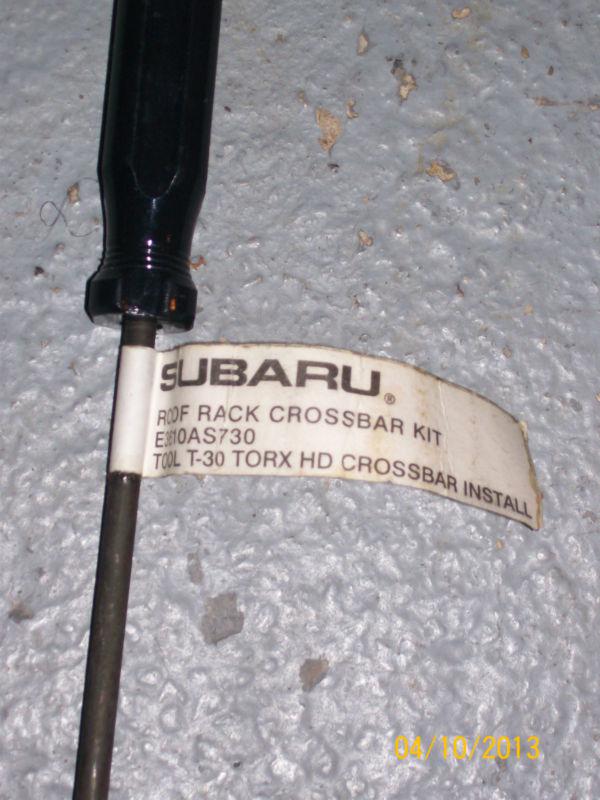 SUBARU®
ROOF RACK CROSSBAR KIT
E3610AS730
TOOL T-30 TORX HD CROSSBAR INSTALL
04/10/2013